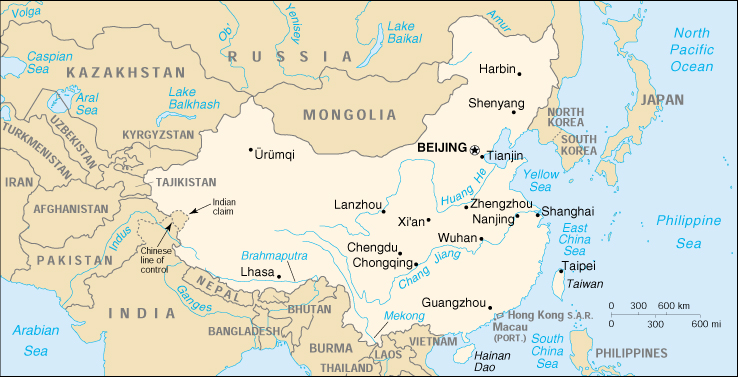 Volga
Caspian
Sea
Aral
Sea
KAZAKHSTAN
Lake
Balkhash
UZBEKISTAN
TURKMENISTAN
KYRGYZSTAN
TAJIKISTAN
IRAN
AFGHANISTAN
PAKISTAN
Indus
Indian
claim
Chinese
line of
control
RUSSIA
Ob'
Yenisey
Lake
Baikal
Amur
MONGOLIA
Harbin
Shenyang
BEIJING
Tianjin
Ürümqi
Lanzhou
Xi'an
Huang He
Zhengzhou
Nanjing
Shanghai
Wuhan
Chengdu
Chongqing
Chang Jiang
Lhasa
Brahmaputra
Guangzhou
Mekong
NORTH
KOREA
SOUTH
KOREA
JAPAN
North
Pacific
Ocean
Yellow
Sea
East
China
Sea
Philippine
Sea
Taipei
Taiwan
Hong Kong S.A.R.
Macau
(PORT.)
Hainan
Dao
South
China
Sea
PHILIPPINES
NEPAL
BHUTAN
Ganges
INDIA
BANGLADESH
BURMA
THAILAND
LAOS
VIETNAM
Arabian
Sea
0 300 600 km
0 300 600 mi